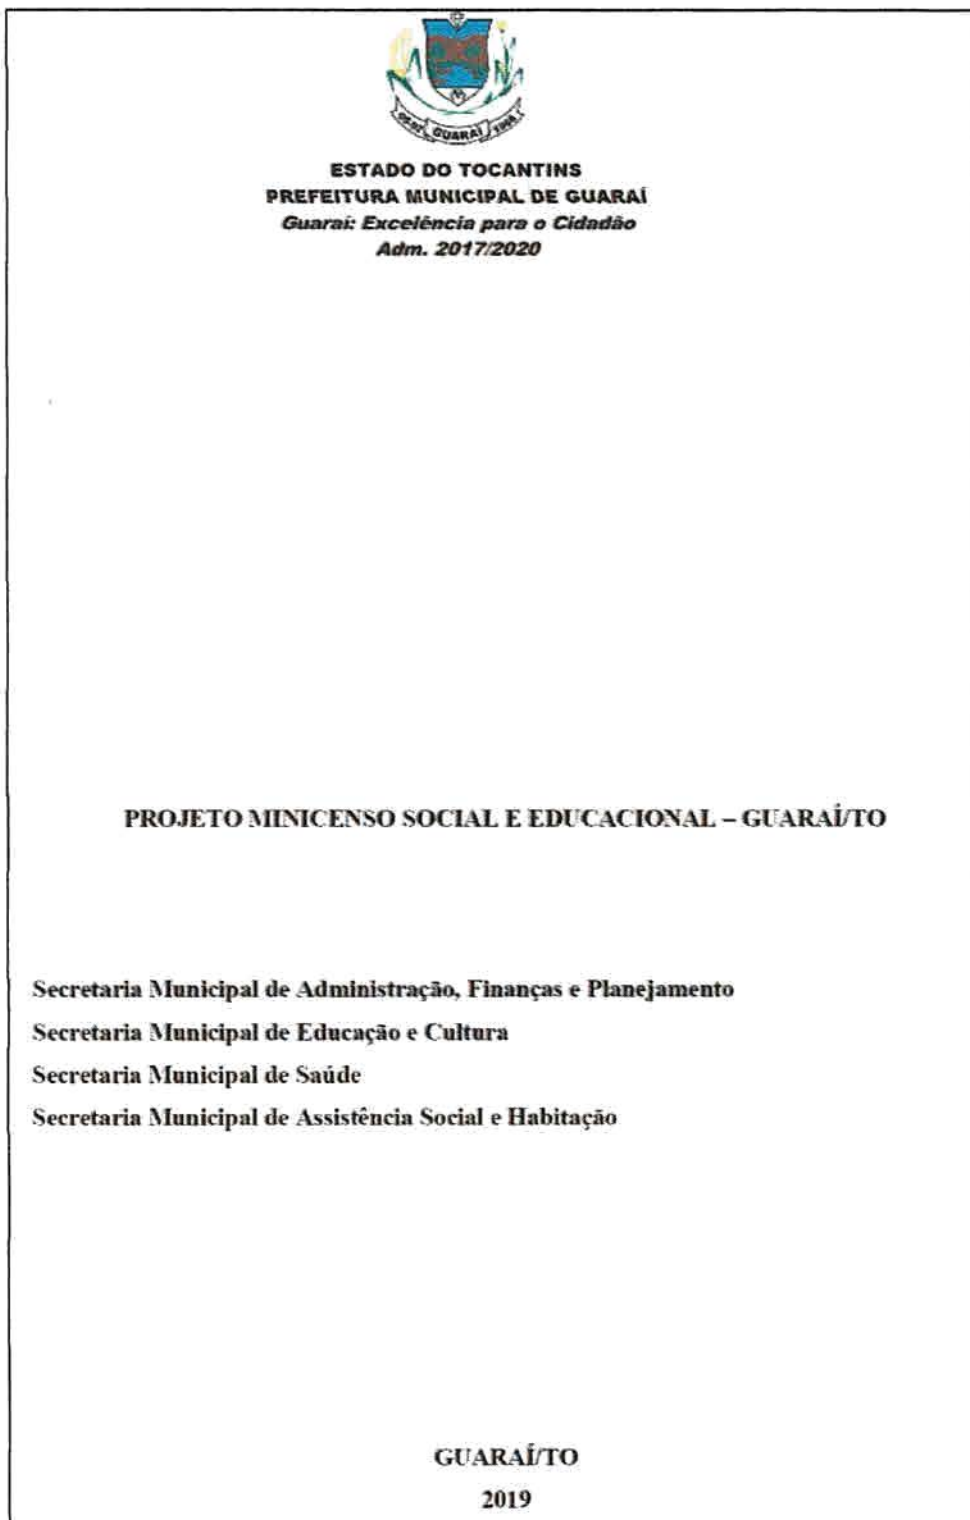 GUARAÍ
ESTADO DO TOCANTINS
PREFEITURA MUNICIPAL DE GUARAÍ
Guaraí: Excelência para o Cidadão
Adm. 2017/2020
PROJETO MINICENSO SOCIAL E EDUCACIONAL – GUARAÍ/TO
Secretaria Municipal de Administração, Finanças e Planejamento
Secretaria Municipal de Educação e Cultura
Secretaria Municipal de Saúde
Secretaria Municipal de Assistência Social e Habitação
GUARAÍ/TO
2019